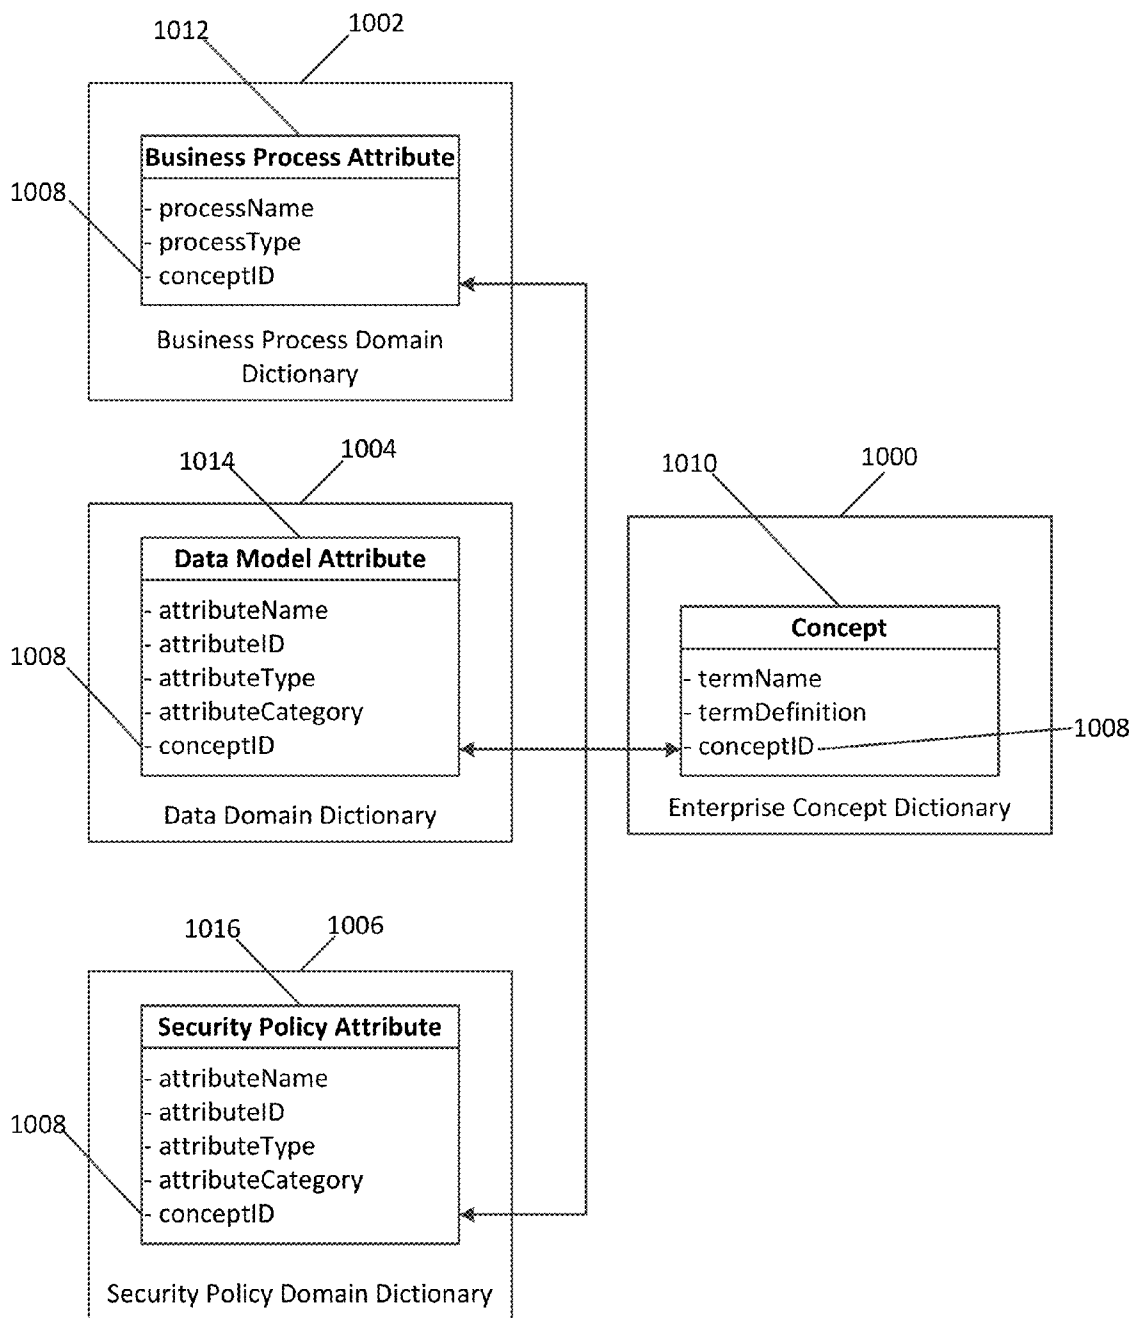 1012
1002
Business Process Attribute
1008
- processName
- processType
- conceptID
Business Process Domain
Dictionary
1014
1004
Data Model Attribute
1008
- attributeName
- attributeID
- attributeType
- attributeCategory
- conceptID
Data Domain Dictionary
1010
1000
Concept
- termName
- termDefinition
- conceptID
1008
Enterprise Concept Dictionary
1016
1006
Security Policy Attribute
1008
- attributeName
- attributeID
- attributeType
- attributeCategory
- conceptID
Security Policy Domain Dictionary